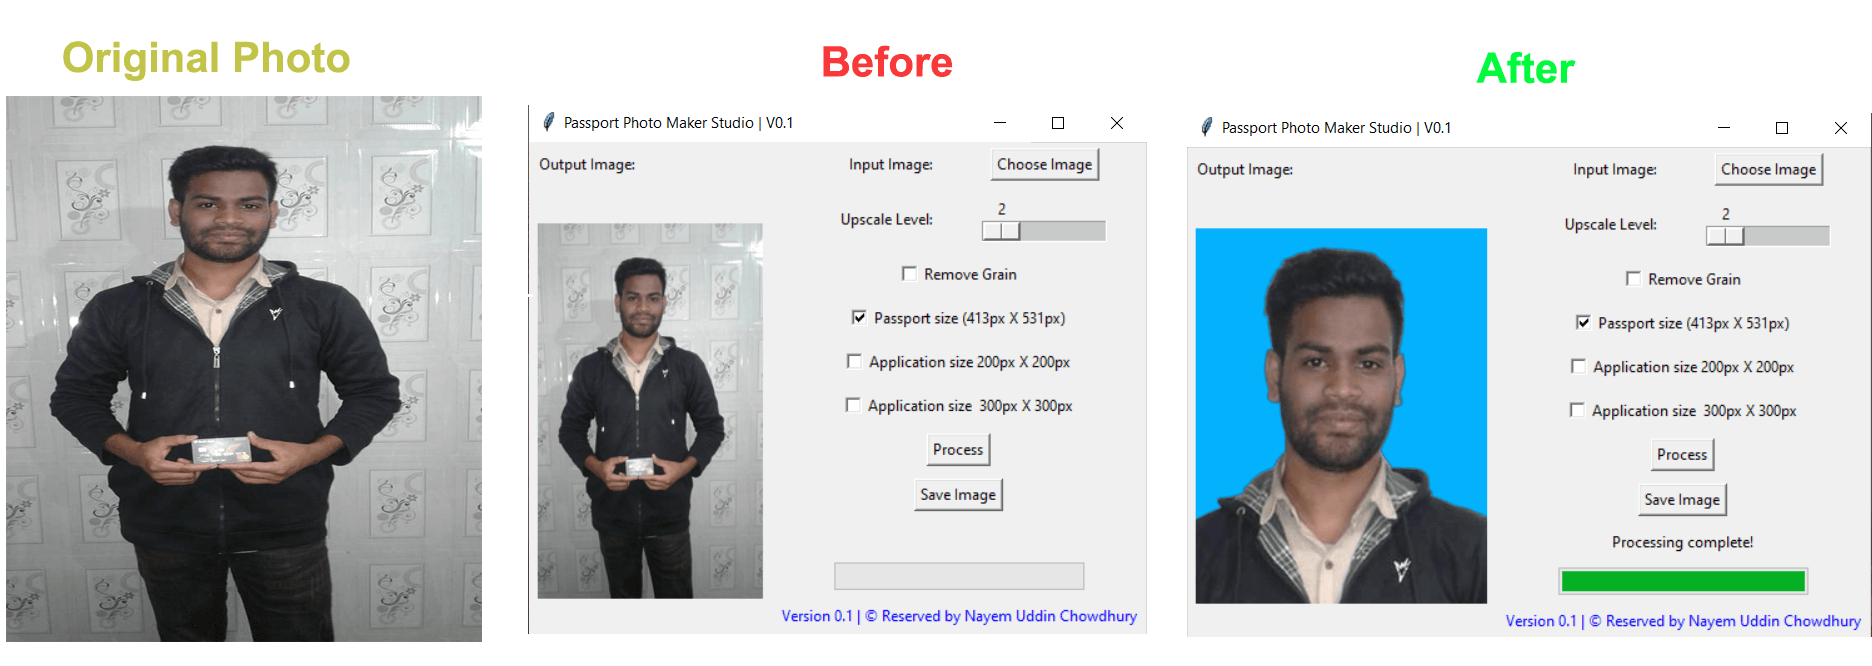 Original Photo
Before
After
Passport Photo Maker Studio | V0.1
Output Image:
Input Image:
Choose Image
2
Upscale Level:
Remove Grain
Passport size (413px X 531px)
Application size 200px X 200px
Application size  300px X 300px
Process
Save Image
Version 0.1 | © Reserved by Nayem Uddin Chowdhury
Passport Photo Maker Studio | V0.1
Output Image:
Input Image:
Choose Image
2
Upscale Level:
Remove Grain
Passport size (413px X 531px)
Application size 200px X 200px
Application size  300px X 300px
Process
Save Image
Processing complete!
Version 0.1 | © Reserved by Nayem Uddin Chowdhury